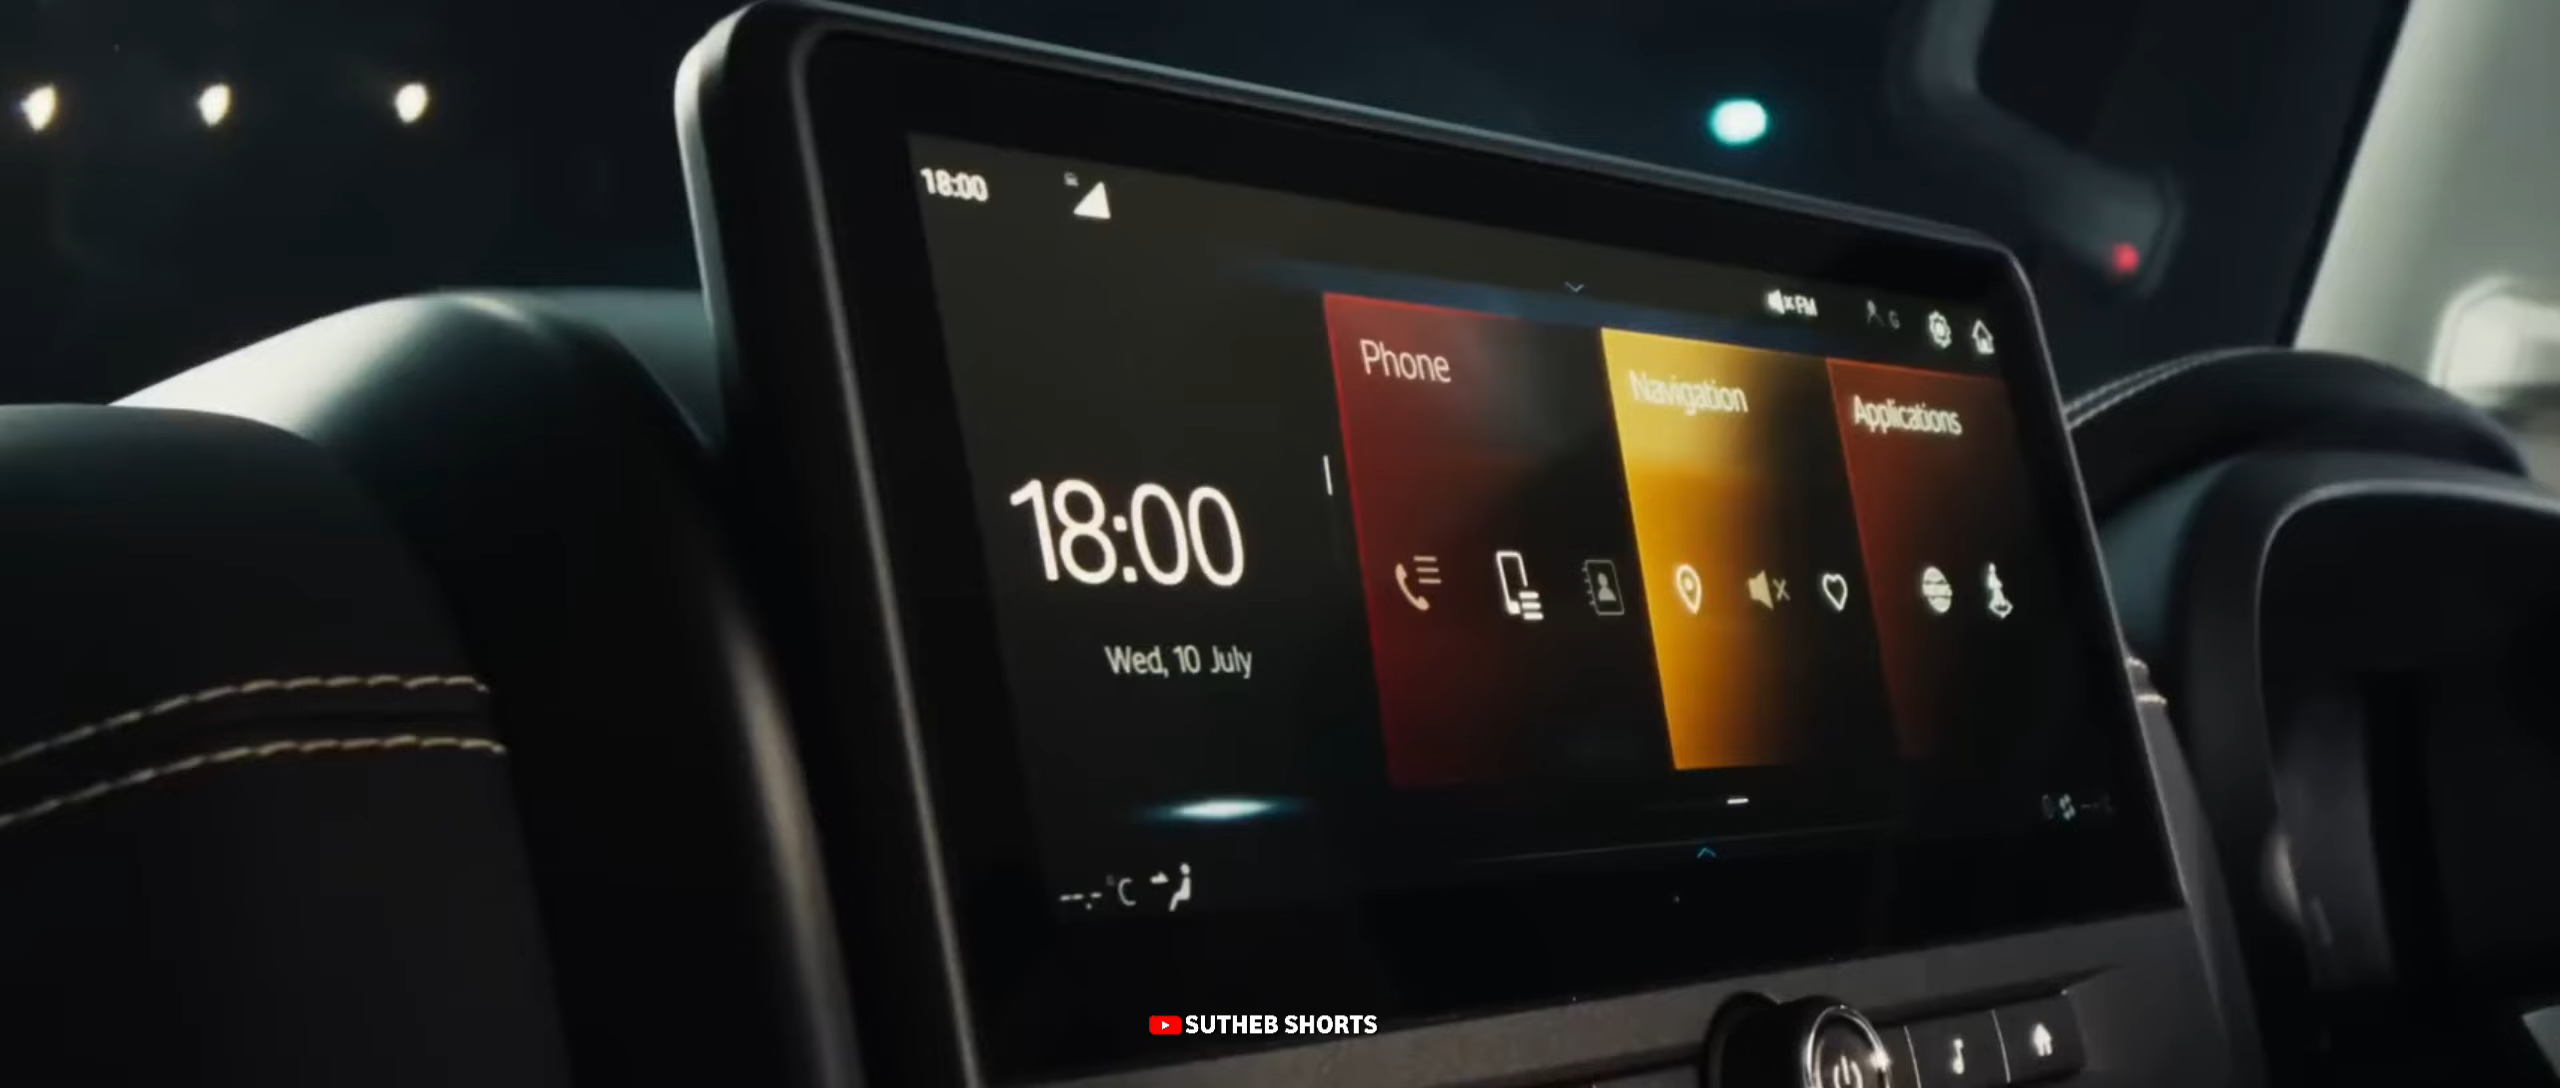 18:00
FM
G
Phone
Navigation
Applications
18:00
Wed, 10 July
--.-°C
SUTHEB SHORTS